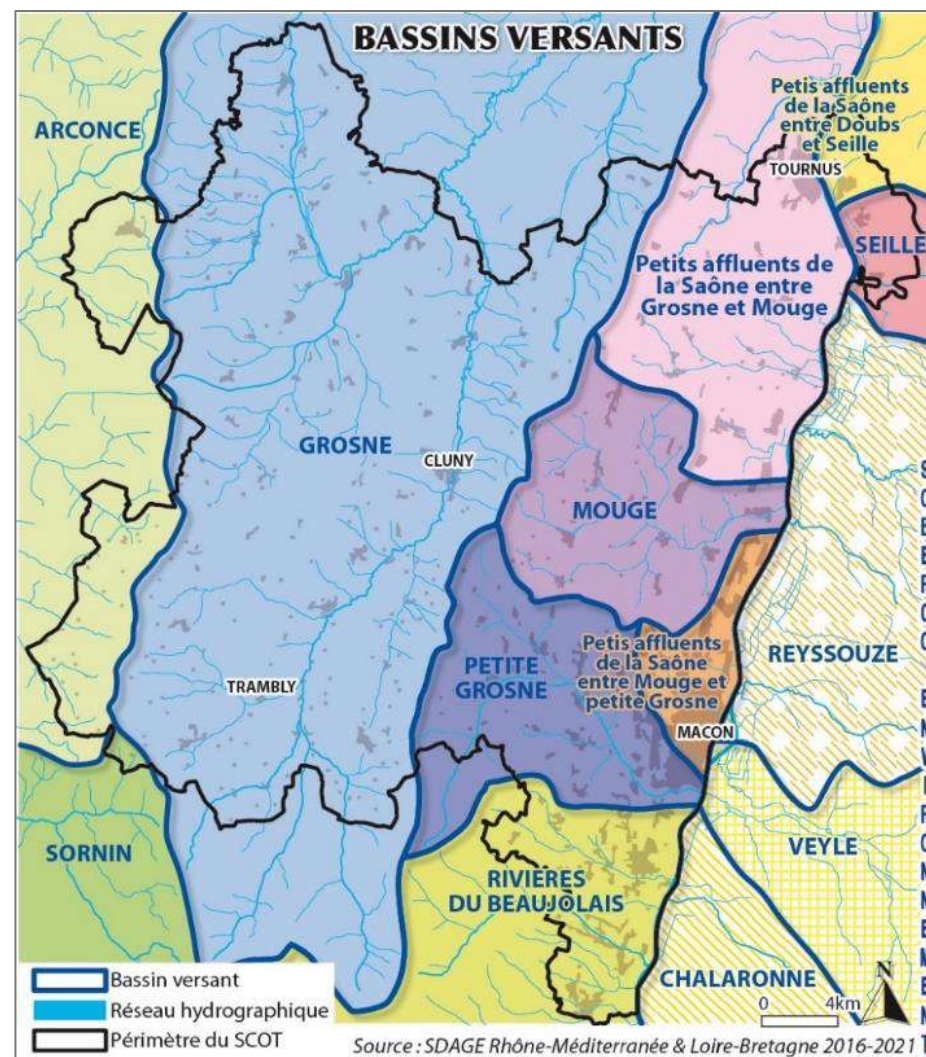 BASSINS VERSANTS
Petis affluents
de la Saône
entre Doubs
et Seille
ARCONCE
TOURNUS
SEILLE
Petits affluents de
la Saône entre
Grosne et Mouge
GROSNE
CLUNY
MOUGE
PETITE
GROSNE
Petis affluents
de la Saône
entre Mouge et
petite Grosne
REYSSOUZE
TRAMBLY
MACON
SORNIN
VEYLE
RIVIÈRES
DU BEAUJOLAIS
CHALARONNE
N
0 4km
Bassin versant
Réseau hydrographique
Périmètre du SCOT
Source : SDAGE Rhône-Méditerranée & Loire-Bretagne 2016-2021